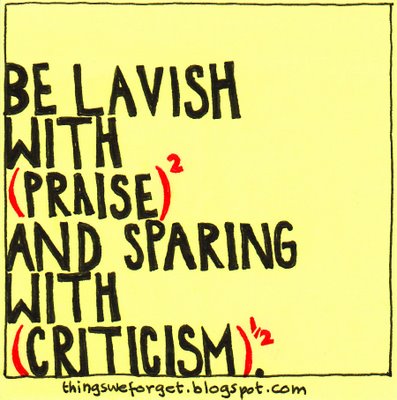 BE LAVISH
WITH
(PRAISE)²
AND SPARING
WITH
(CRITICISM)^1/2.
thingsweforget.blogspot.com